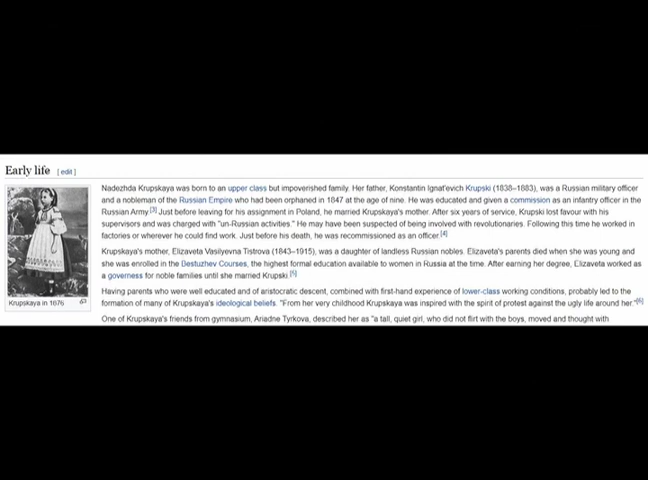 Early life [ edit ]
Nadezhda Krupskaya was born to an upper class but impoverished family. Her father, Konstantin Ignat'evich Krupski (1838–1883), was a Russian military officer
and a nobleman of the Russian Empire who had been orphaned in 1847 at the age of nine. He was educated and given a commission as an infantry officer in the
Russian Army.[3] Just before leaving for his assignment in Poland, he married Krupskaya's mother. After six years of service, Krupski lost favour with his
supervisors and was charged with "un-Russian activities." He may have been suspected of being involved with revolutionaries. Following this time he worked in
factories or wherever he could find work. Just before his death, he was recommissioned as an officer.[4]
Krupskaya's mother, Elizaveta Vasilyevna Tistrova (1843–1915), was a daughter of landless Russian nobles. Elizaveta's parents died when she was young and
she was enrolled in the Bestuzhev Courses, the highest formal education available to women in Russia at the time. After earning her degree, Elizaveta worked as
a governess for noble families until she married Krupski.[5]
Having parents who were well educated and of aristocratic descent, combined with first-hand experience of lower-class working conditions, probably led to the
formation of many of Krupskaya's ideological beliefs. "From her very childhood Krupskaya was inspired with the spirit of protest against the ugly life around her."[6]
One of Krupskaya's friends from gymnasium, Ariadne Tyrkova, described her as "a tall, quiet girl, who did not flirt with the boys, moved and thought with
Krupskaya in 1876